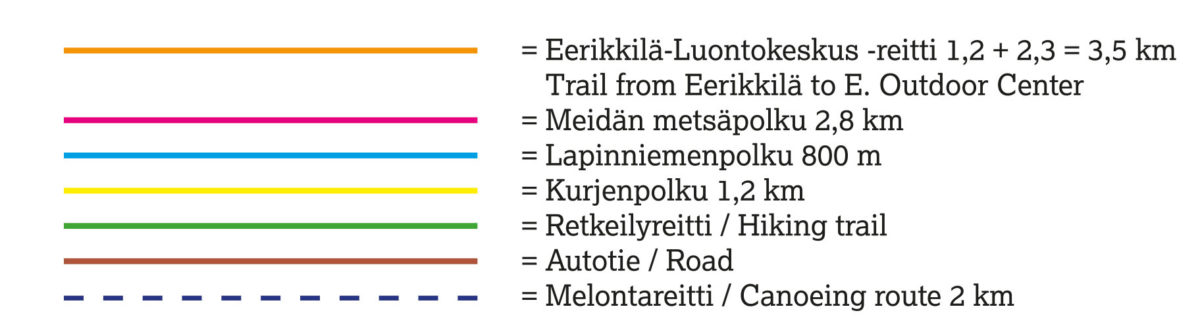 = Eerikkilä-Luontokeskus -reitti 1,2 + 2,3 = 3,5 km
Trail from Eerikkilä to E. Outdoor Center
= Meidän metsäpolku 2,8 km
= Lapinniemenpolku 800 m
= Kurjenpolku 1,2 km
= Retkeilyreitti / Hiking trail
= Autotie / Road
= Melontareitti / Canoeing route 2 km